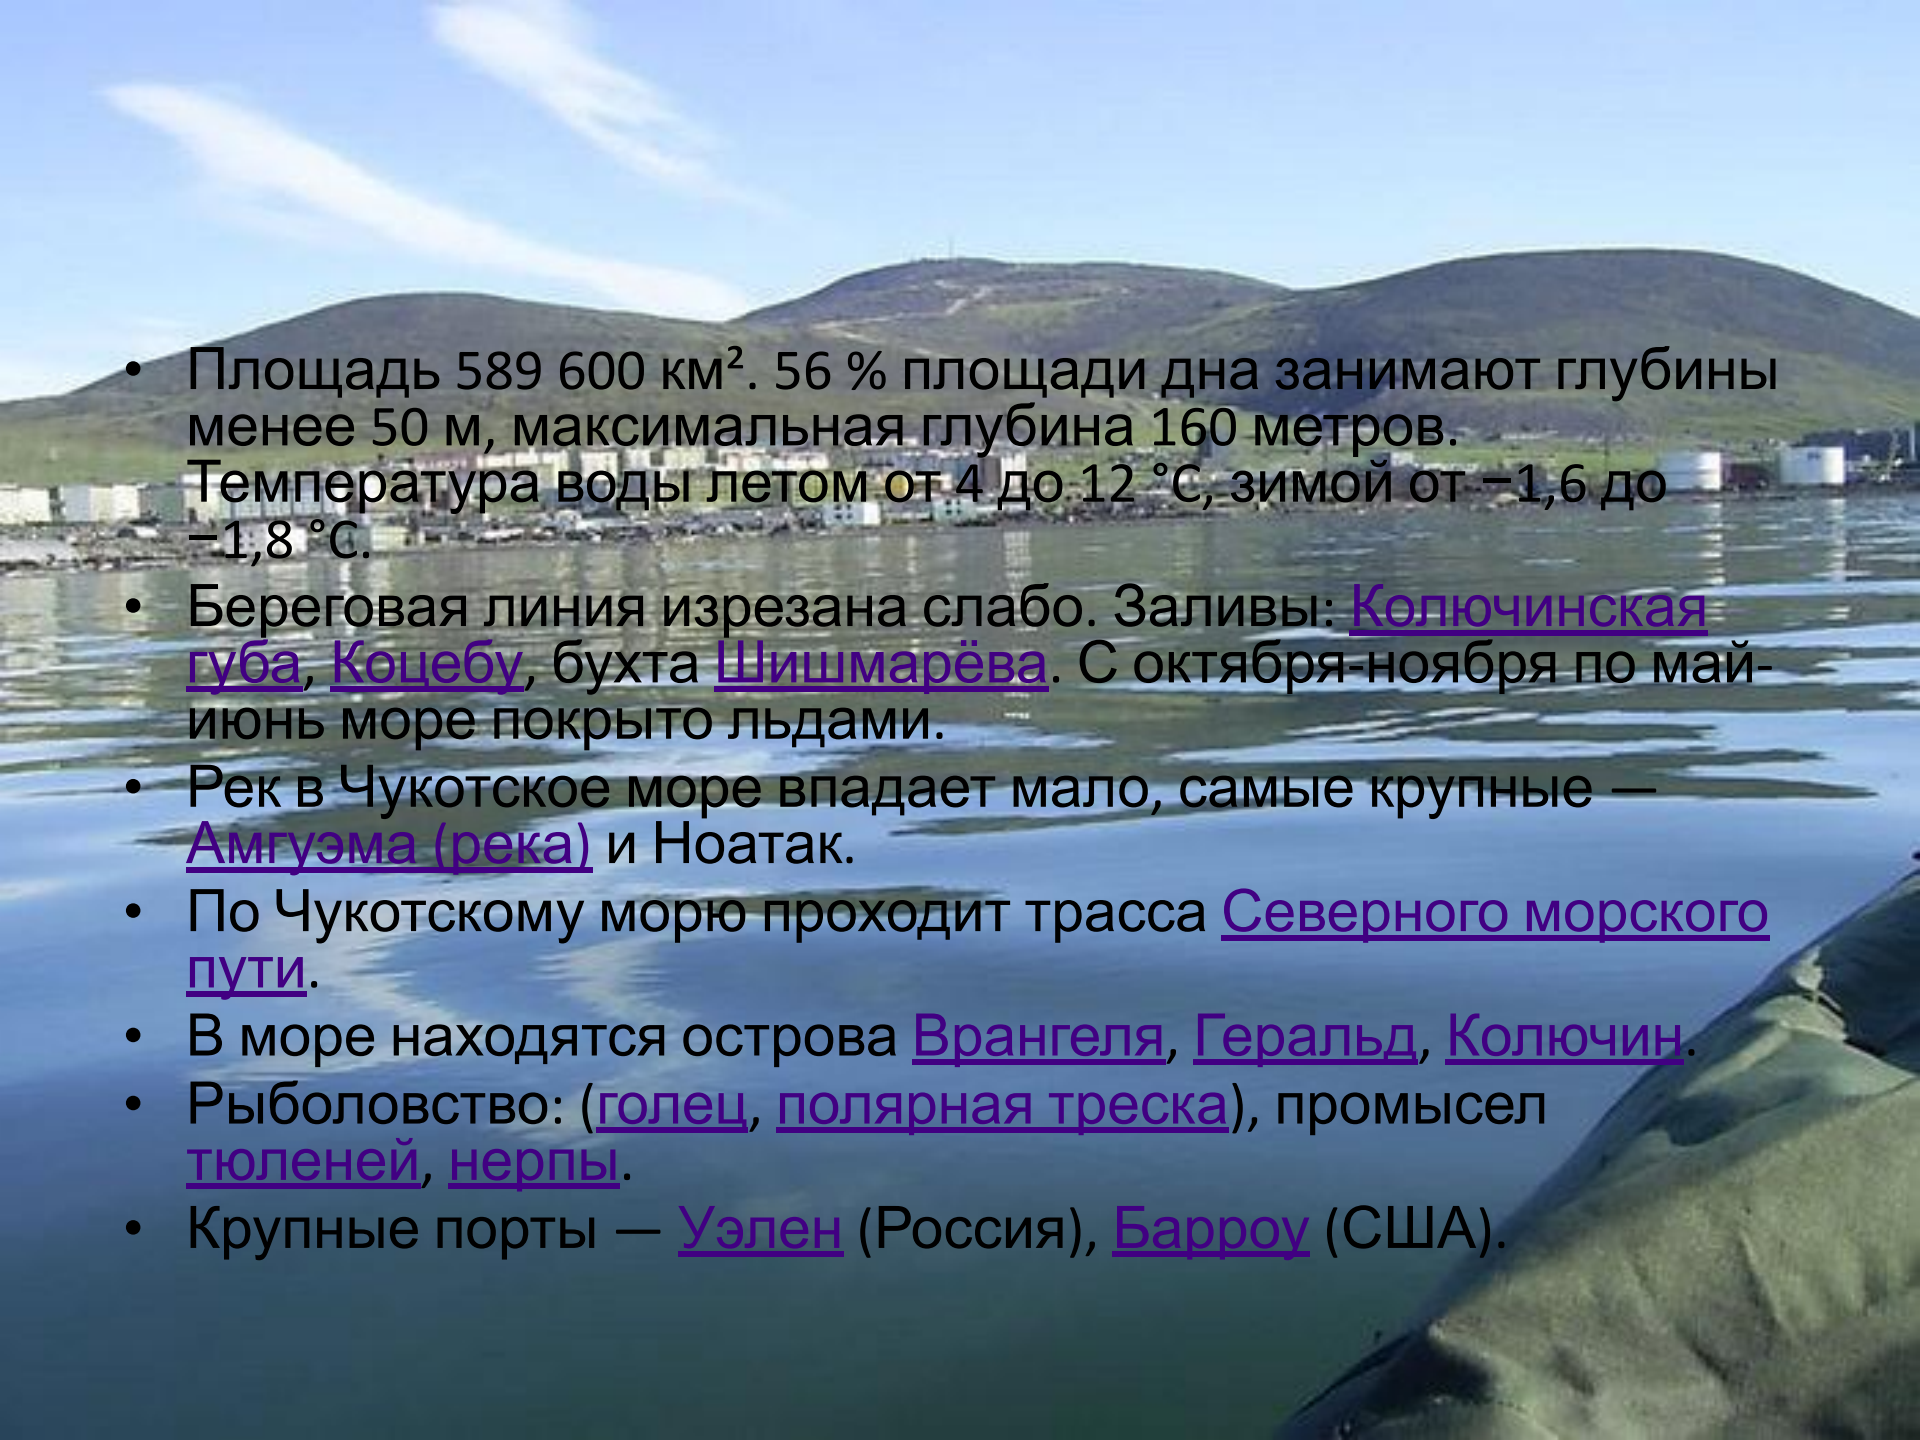 • Площадь 589 600 км². 56 % площади дна занимают глубины
менее 50 м, максимальная глубина 160 метров.
Температура воды летом от 4 до 12 °C, зимой от −1,6 до
−1,8 °C.
• Береговая линия изрезана слабо. Заливы: Колючинская
губа, Коцебу, бухта Шишмарёва. С октября-ноября по май-
июнь море покрыто льдами.
• Рек в Чукотское море впадает мало, самые крупные —
Амгуэма (река) и Ноатак.
• По Чукотскому морю проходит трасса Северного морского
пути.
• В море находятся острова Врангеля, Геральд, Колючин.
• Рыболовство: (голец, полярная треска), промысел
тюленей, нерпы.
• Крупные порты — Уэлен (Россия), Барроу (США).